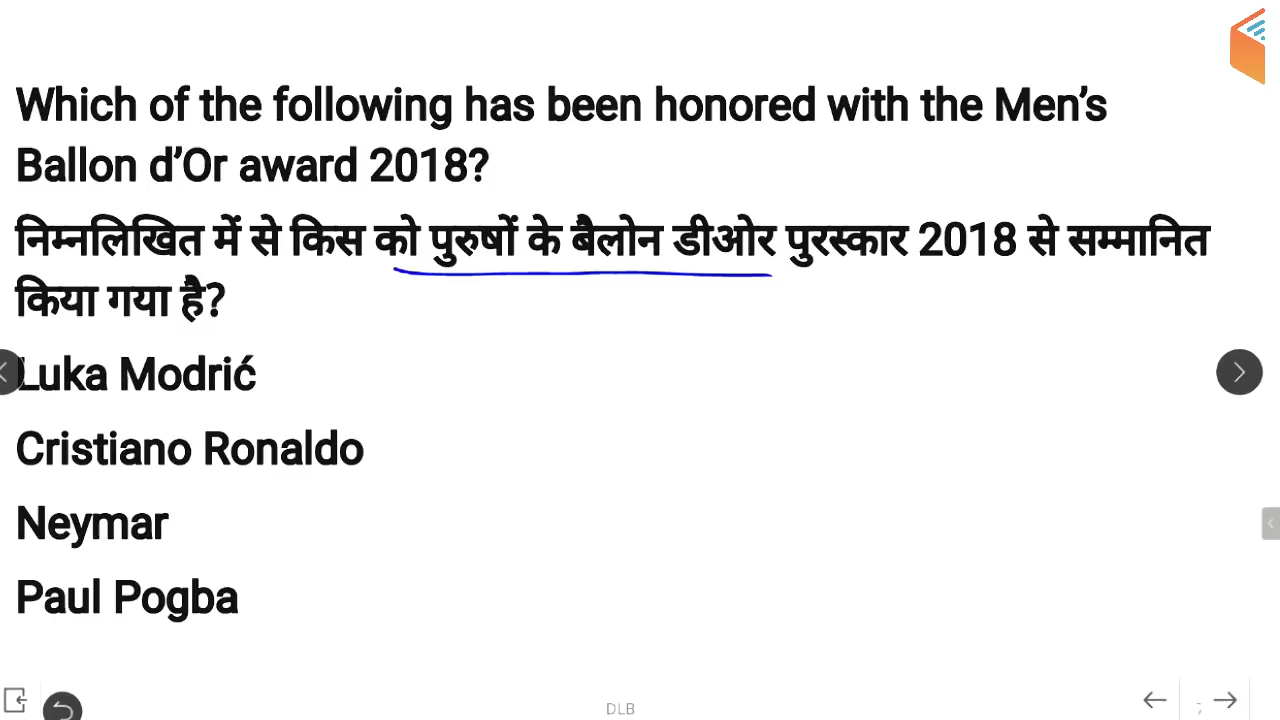 Which of the following has been honored with the Men's
Ballon d'Or award 2018?
निम्नलिखित में से किस को पुरुषों के बैलोन डीओर पुरस्कार 2018 से सम्मानित
किया गया है?
Luka Modrić
Cristiano Ronaldo
Neymar
Paul Pogba
DLB